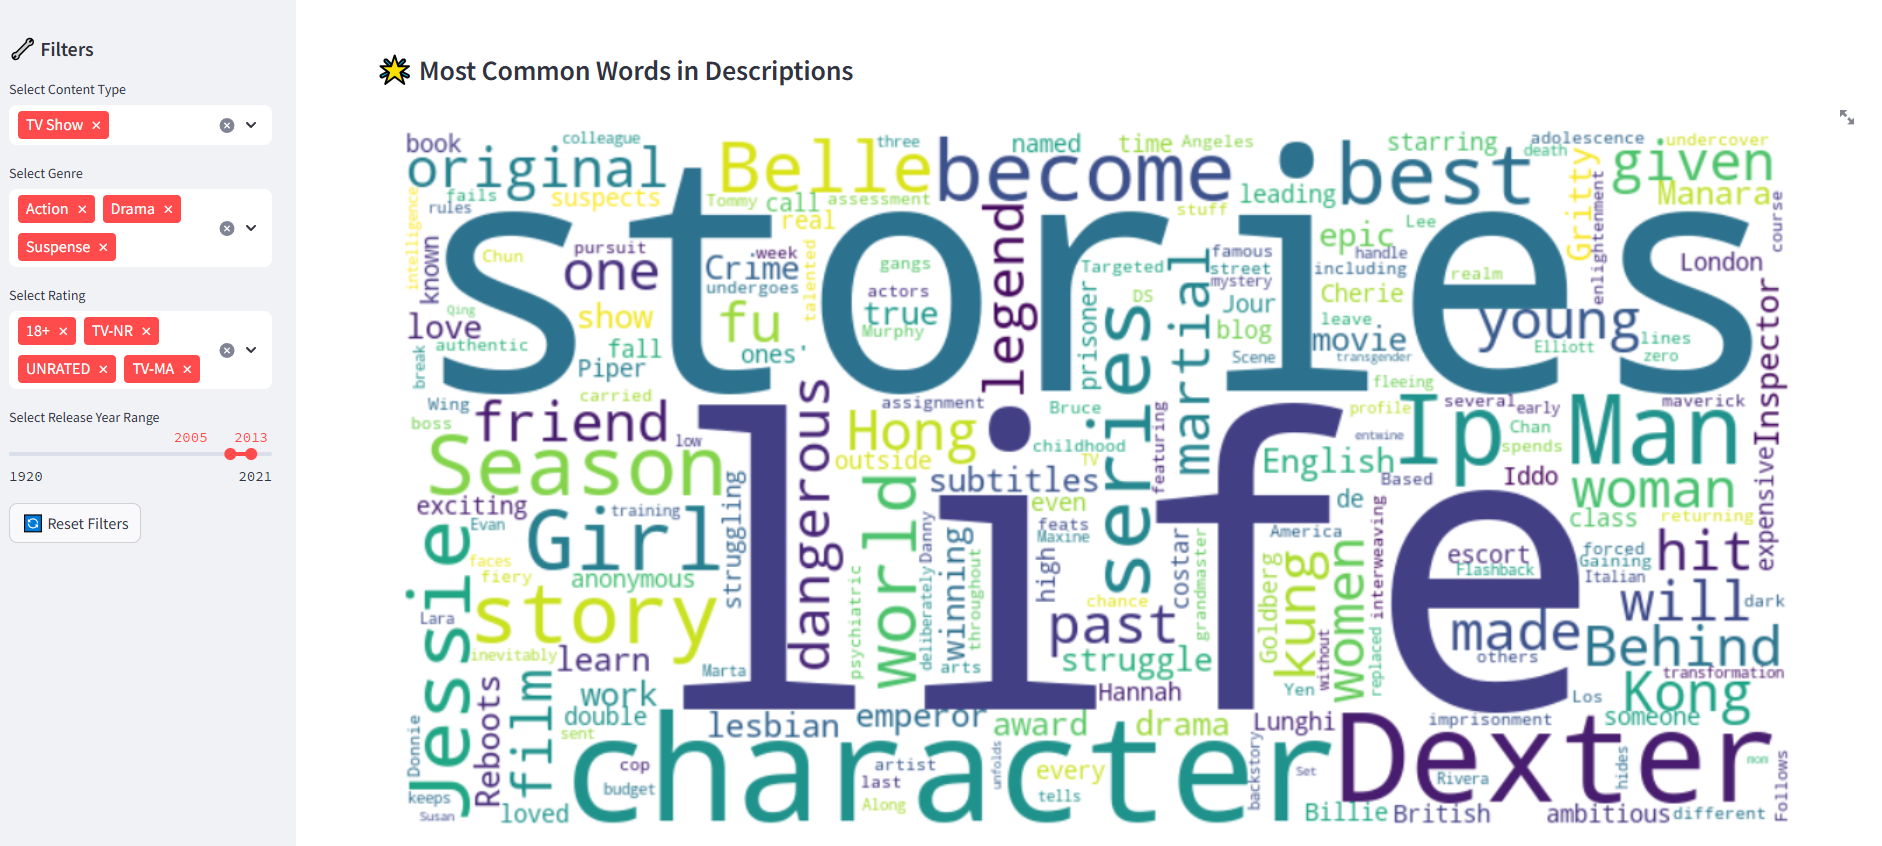 Filters
Select Content Type
TV Show
Select Genre
Action Drama
Suspense
Select Rating
18+ TV-NR
UNRATED TV-MA
Select Release Year Range
2005 2013
1920 2021
Reset Filters
Most Common Words in Descriptions
book colleague three named time Angeles starring adolescence undercover
original Belle become best death given
fails suspects Tommy call assessment leading Manara
rules real stuff Lee Gritty course
intelligence stories
known Chun pursuit week legend epic famous handle enlightenment London
one Crime gangs Targeted street including realm
undergoes talented actors DS mystery Cherie
Qing show fu true prisoner martial Jour young Inspector
love Murphy leave
authentic fall ones' blog movie Elliott lines
break Piper Scene transgender zero
carried fleeing
Wing friend assignment Bruce profile several early maverick
boss low dangerous Hong childhood featuring entwine Ip Man Chan
Season outside TV series English spends
life
subtitles Based Iddo expensive
exciting struggling world even de woman
Evan training Danny feats America class returning
Girl winning Maxine costar interweaving escort forced hit
faces high grandmaster Flashback Gaining
Jessie fiery anonymous psychiatric deliberately throughout Goldberg kung women Italian
story chance will dark
Lara past made
inevitably learn arts struggle without others Behind
Marta replaced transformation
Reboots film work Hannah Yen Los Kong
double lesbian emperor award drama Lunghi imprisonment someone
Donnie sent character Dexter
cop artist unfolds every backstory Set hides mom
keeps budget last tells Rivera Follows
Susan loved Along Billie British ambitious different